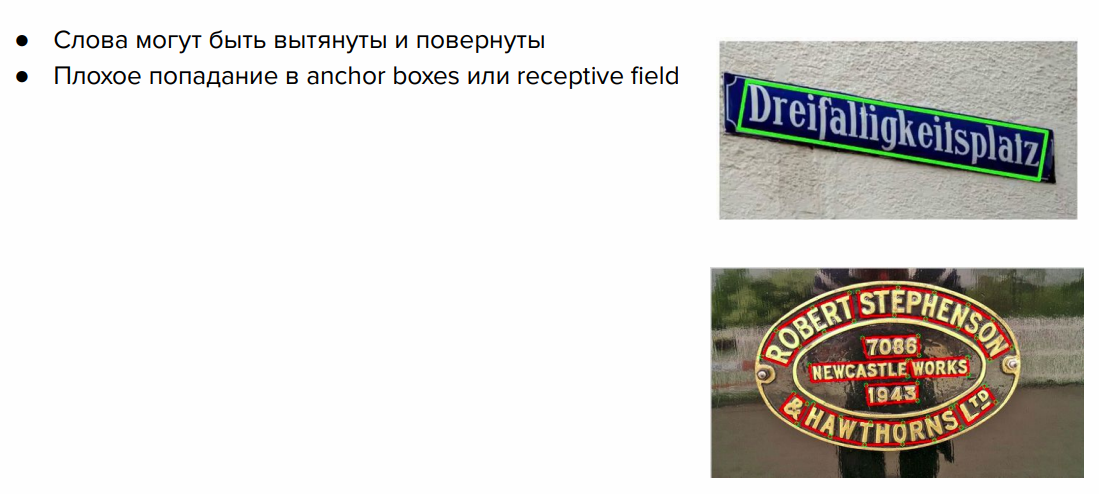 ● Слова могут быть вытянуты и повернуты
● Плохое попадание в anchor boxes или receptive field
Dreifaltigkeitsplatz
ROBERT STEPHENSON
7086
NEWCASTLE WORKS
1943
& HAWTHORNS LTD